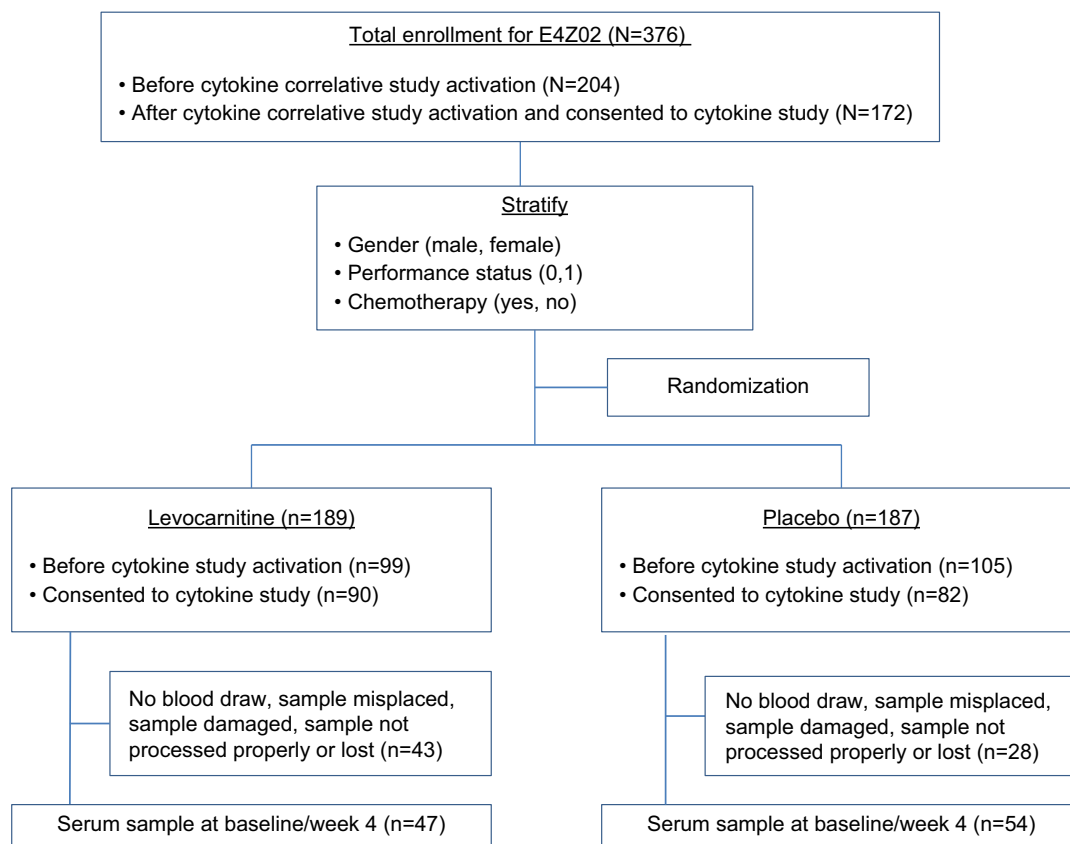 Total enrollment for E4Z02 (N=376)
• Before cytokine correlative study activation (N=204)
• After cytokine correlative study activation and consented to cytokine study (N=172)
Stratify
• Gender (male, female)
• Performance status (0,1)
• Chemotherapy (yes, no)
Randomization
Levocarnitine (n=189)
• Before cytokine study activation (n=99)
• Consented to cytokine study (n=90)
No blood draw, sample misplaced,
sample damaged, sample not
processed properly or lost (n=43)
Serum sample at baseline/week 4 (n=47)
Placebo (n=187)
• Before cytokine study activation (n=105)
• Consented to cytokine study (n=82)
No blood draw, sample misplaced,
sample damaged, sample not
processed properly or lost (n=28)
Serum sample at baseline/week 4 (n=54)